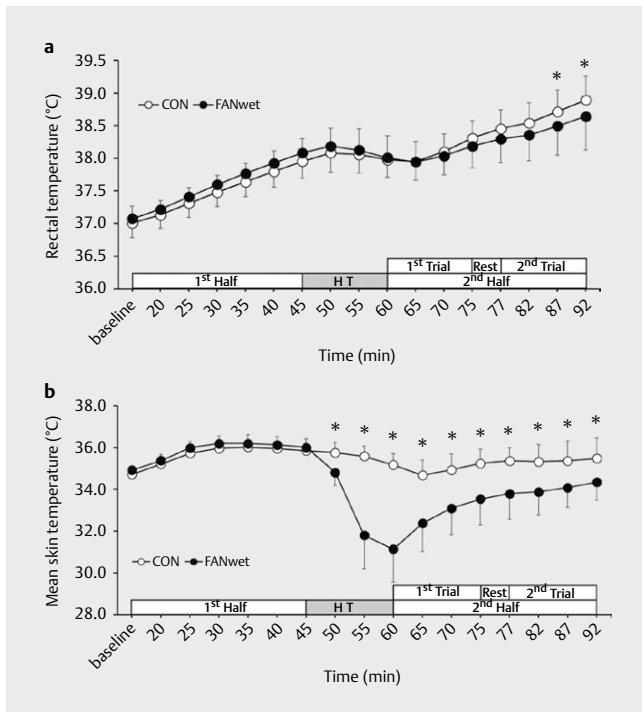 a
39.5
39.0
38.5
38.0
37.5
37.0
36.5
36.0
Rectal temperature (°C)
CON FANwet
* *
1st Trial Rest 2nd Trial
1st Half H T 2nd Half
baseline 20 25 30 35 40 45 50 55 60 65 70 75 77 82 87 92
Time (min)
b
38.0
36.0
34.0
32.0
30.0
28.0
Mean skin temperature (°C)
* * * * * * * * * *
CON FANwet
1st Trial Rest 2nd Trial
1st Half H T 2nd Half
baseline 20 25 30 35 40 45 50 55 60 65 70 75 77 82 87 92
Time (min)